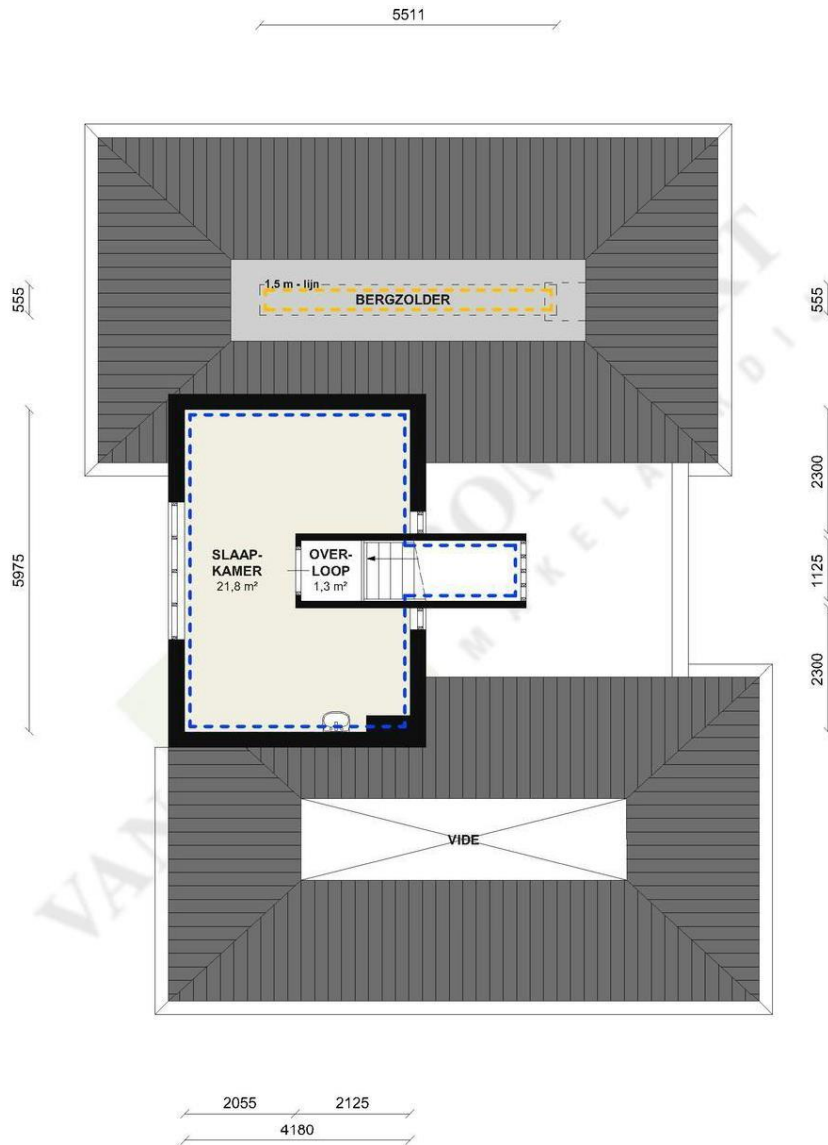 5511
1.5 m - lijn
BERGZOLDER
555
555
2300
5975
1125
2300
SLAAP-
KAMER
21,8 m²
OVER-
LOOP
1,3 m²
VIDE
2055
2125
4180